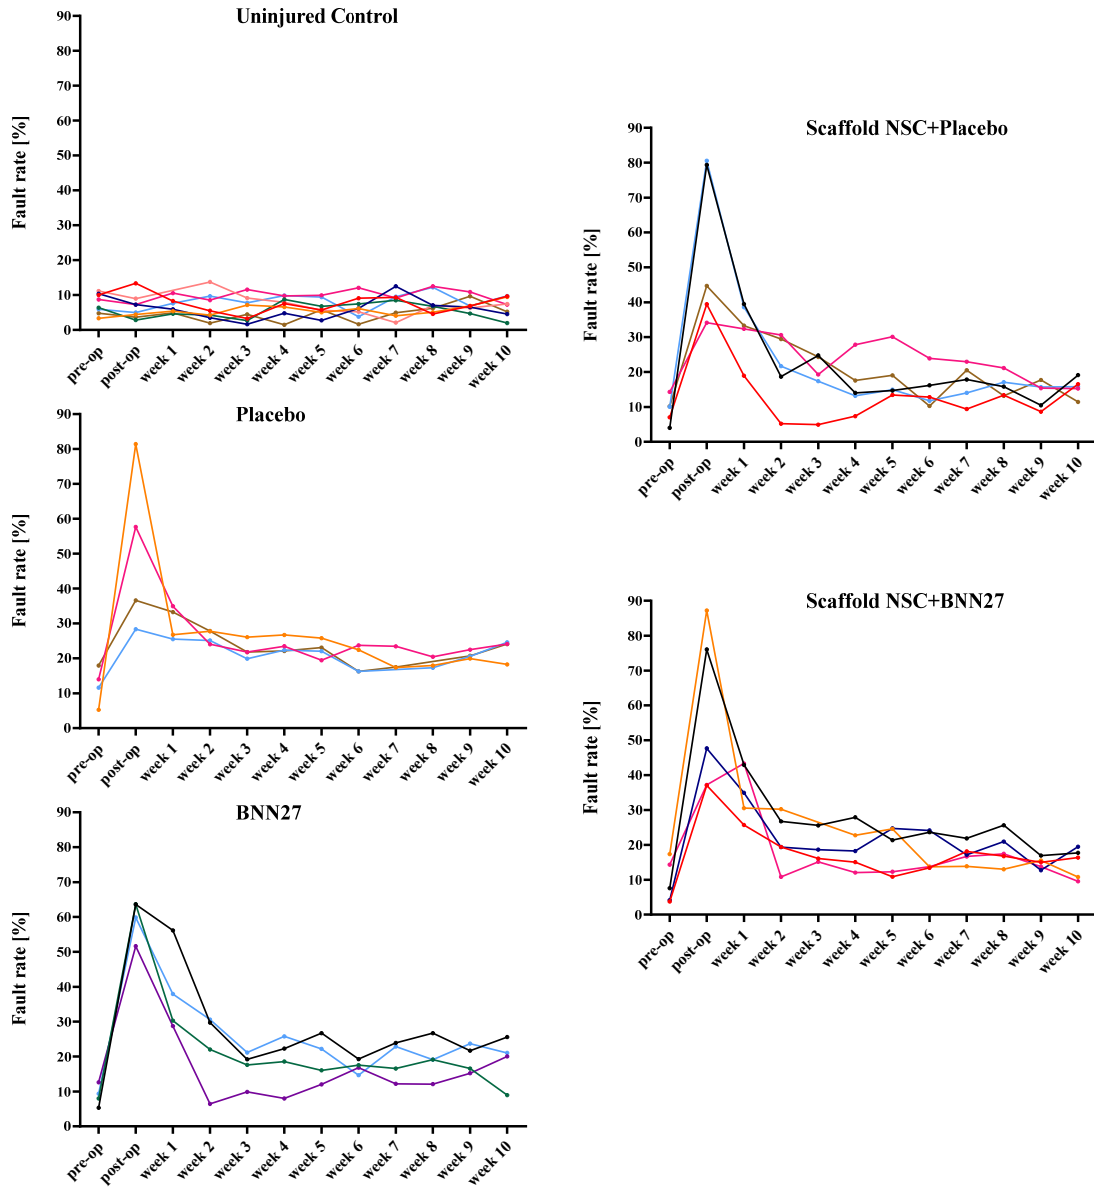 Uninjured Control
Fault rate [%]
90
80
70
60
50
40
30
20
10
0
pre-op
post-op
week 1
week 2
week 3
week 4
week 5
week 6
week 7
week 8
week 9
week 10
Placebo
Fault rate [%]
90
80
70
60
50
40
30
20
10
0
pre-op
post-op
week 1
week 2
week 3
week 4
week 5
week 6
week 7
week 8
week 9
week 10
BNN27
Fault rate [%]
90
80
70
60
50
40
30
20
10
0
pre-op
post-op
week 1
week 2
week 3
week 4
week 5
week 6
week 7
week 8
week 9
week 10
Scaffold NSC+Placebo
Fault rate [%]
90
80
70
60
50
40
30
20
10
0
pre-op
post-op
week 1
week 2
week 3
week 4
week 5
week 6
week 7
week 8
week 9
week 10
Scaffold NSC+BNN27
Fault rate [%]
90
80
70
60
50
40
30
20
10
0
pre-op
post-op
week 1
week 2
week 3
week 4
week 5
week 6
week 7
week 8
week 9
week 10